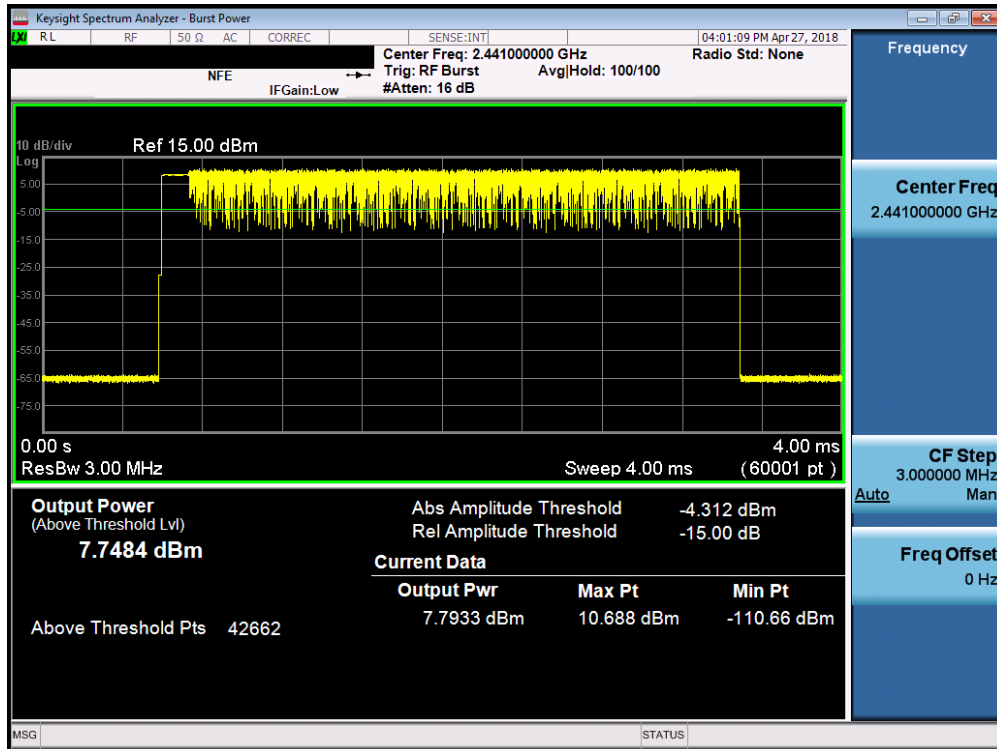 Keysight Spectrum Analyzer - Burst Power
LXI RL RF 50 Ω AC CORREC SENSE:INT 04:01:09 PM Apr 27, 2018
Center Freq: 2.441000000 GHz Radio Std: None
NFE Trig: RF Burst Avg|Hold: 100/100
IFGain:Low #Atten: 16 dB
Frequency
10 dB/div Ref 15.00 dBm
Log
5.00
-5.00
-15.0
-25.0
-35.0
-45.0
-55.0
-65.0
-75.0
0.00 s 4.00 ms
ResBw 3.00 MHz Sweep 4.00 ms (60001 pt)
Center Freq
2.441000000 GHz
CF Step
3.000000 MHz
Auto Man
Freq Offset
0 Hz
Output Power
(Above Threshold Lvl)
7.7484 dBm
Above Threshold Pts 42662
Abs Amplitude Threshold -4.312 dBm
Rel Amplitude Threshold -15.00 dB
Current Data
Output Pwr Max Pt Min Pt
7.7933 dBm 10.688 dBm -110.66 dBm
MSG STATUS